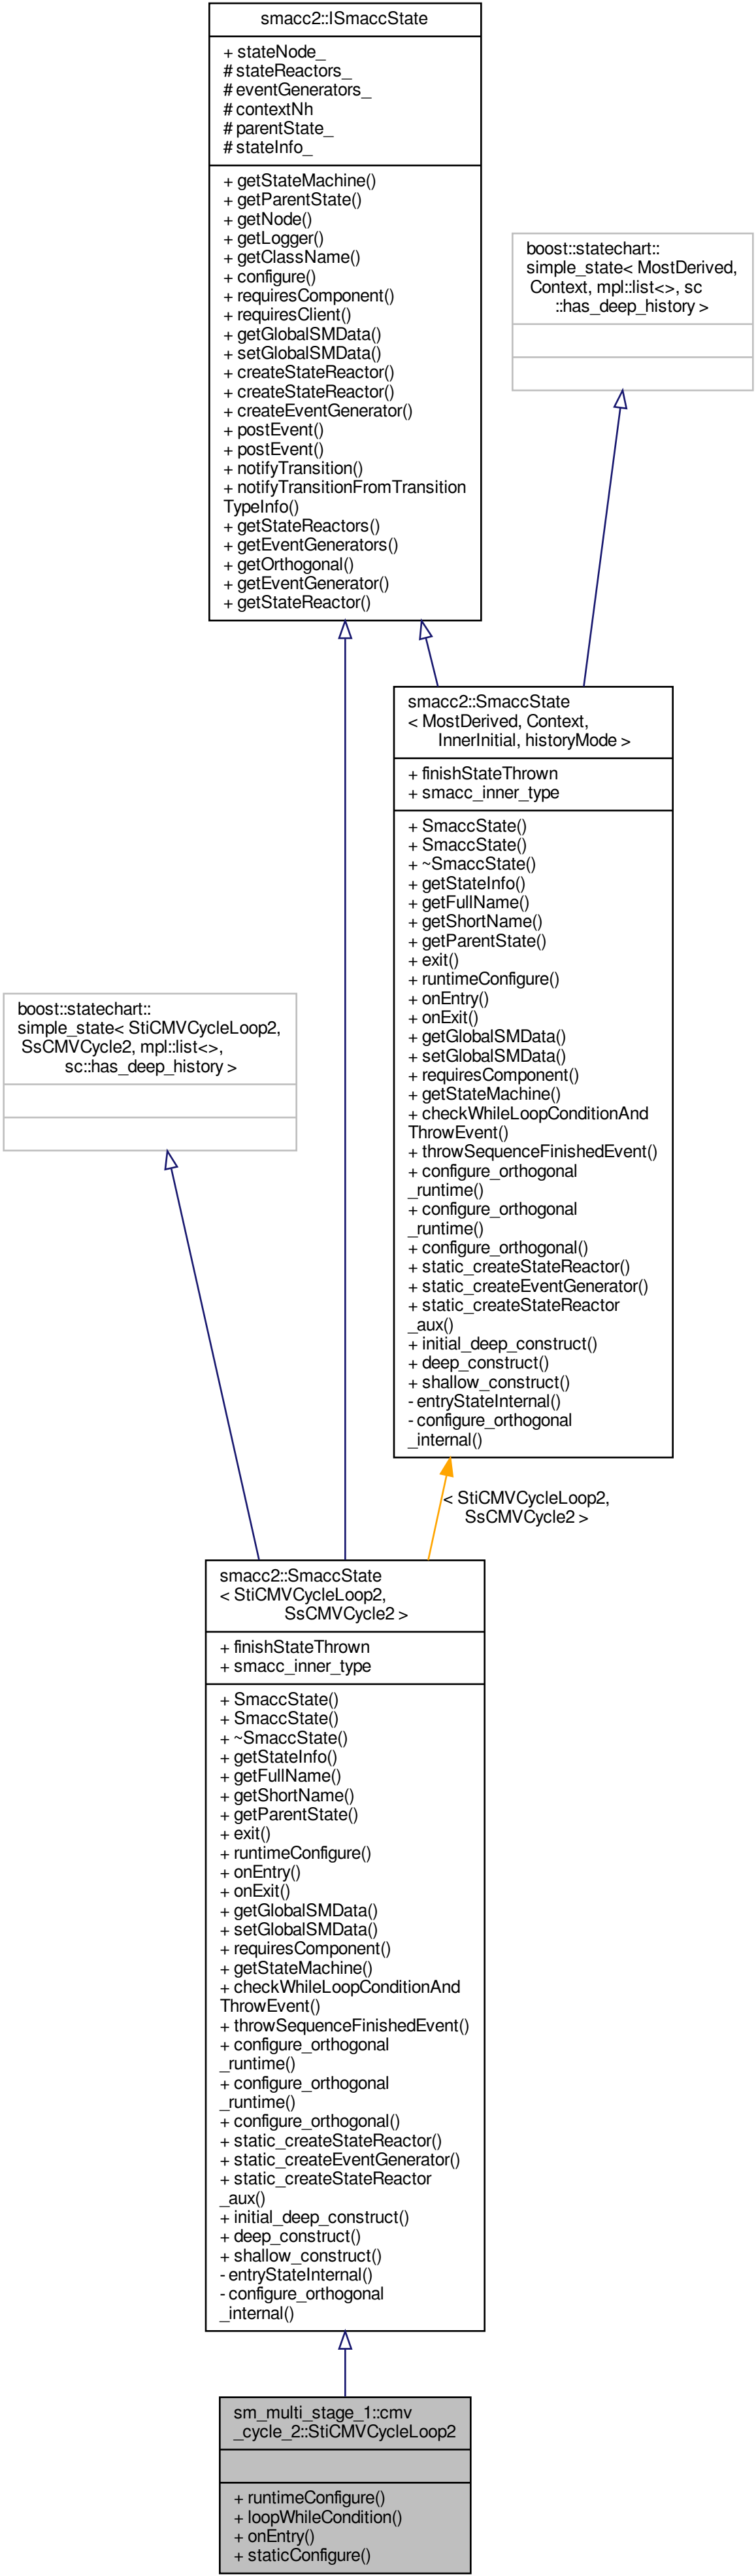 smacc2::ISmaccState
+ stateNode_
# stateReactors_
# eventGenerators_
# contextNh
# parentState_
# stateInfo_
+ getStateMachine()
+ getParentState()
+ getNode()
+ getLogger()
+ getClassName()
+ configure()
+ requiresComponent()
+ requiresClient()
+ getGlobalSMData()
+ setGlobalSMData()
+ createStateReactor()
+ createStateReactor()
+ createEventGenerator()
+ postEvent()
+ postEvent()
+ notifyTransition()
+ notifyTransitionFromTransition
TypeInfo()
+ getStateReactors()
+ getEventGenerators()
+ getOrthogonal()
+ getEventGenerator()
+ getStateReactor()
boost::statechart::
simple_state< MostDerived,
Context, mpl::list<>, sc
::has_deep_history >
smacc2::SmaccState
< MostDerived, Context,
InnerInitial, historyMode >
+ finishStateThrown
+ smacc_inner_type
+ SmaccState()
+ SmaccState()
+ ~SmaccState()
+ getStateInfo()
+ getFullName()
+ getShortName()
+ getParentState()
+ exit()
+ runtimeConfigure()
+ onEntry()
+ onExit()
+ getGlobalSMData()
+ setGlobalSMData()
+ requiresComponent()
+ getStateMachine()
+ checkWhileLoopConditionAnd
ThrowEvent()
+ throwSequenceFinishedEvent()
+ configure_orthogonal
_runtime()
+ configure_orthogonal
_runtime()
+ configure_orthogonal()
+ static_createStateReactor()
+ static_createEventGenerator()
+ static_createStateReactor
_aux()
+ initial_deep_construct()
+ deep_construct()
+ shallow_construct()
- entryStateInternal()
- configure_orthogonal
_internal()
boost::statechart::
simple_state< StiCMVCycleLoop2,
SsCMVCycle2, mpl::list<>,
sc::has_deep_history >
< StiCMVCycleLoop2,
SsCMVCycle2 >
smacc2::SmaccState
< StiCMVCycleLoop2,
SsCMVCycle2 >
+ finishStateThrown
+ smacc_inner_type
+ SmaccState()
+ SmaccState()
+ ~SmaccState()
+ getStateInfo()
+ getFullName()
+ getShortName()
+ getParentState()
+ exit()
+ runtimeConfigure()
+ onEntry()
+ onExit()
+ getGlobalSMData()
+ setGlobalSMData()
+ requiresComponent()
+ getStateMachine()
+ checkWhileLoopConditionAnd
ThrowEvent()
+ throwSequenceFinishedEvent()
+ configure_orthogonal
_runtime()
+ configure_orthogonal
_runtime()
+ configure_orthogonal()
+ static_createStateReactor()
+ static_createEventGenerator()
+ static_createStateReactor
_aux()
+ initial_deep_construct()
+ deep_construct()
+ shallow_construct()
- entryStateInternal()
- configure_orthogonal
_internal()
sm_multi_stage_1::cmv
_cycle_2::StiCMVCycleLoop2
+ runtimeConfigure()
+ loopWhileCondition()
+ onEntry()
+ staticConfigure()